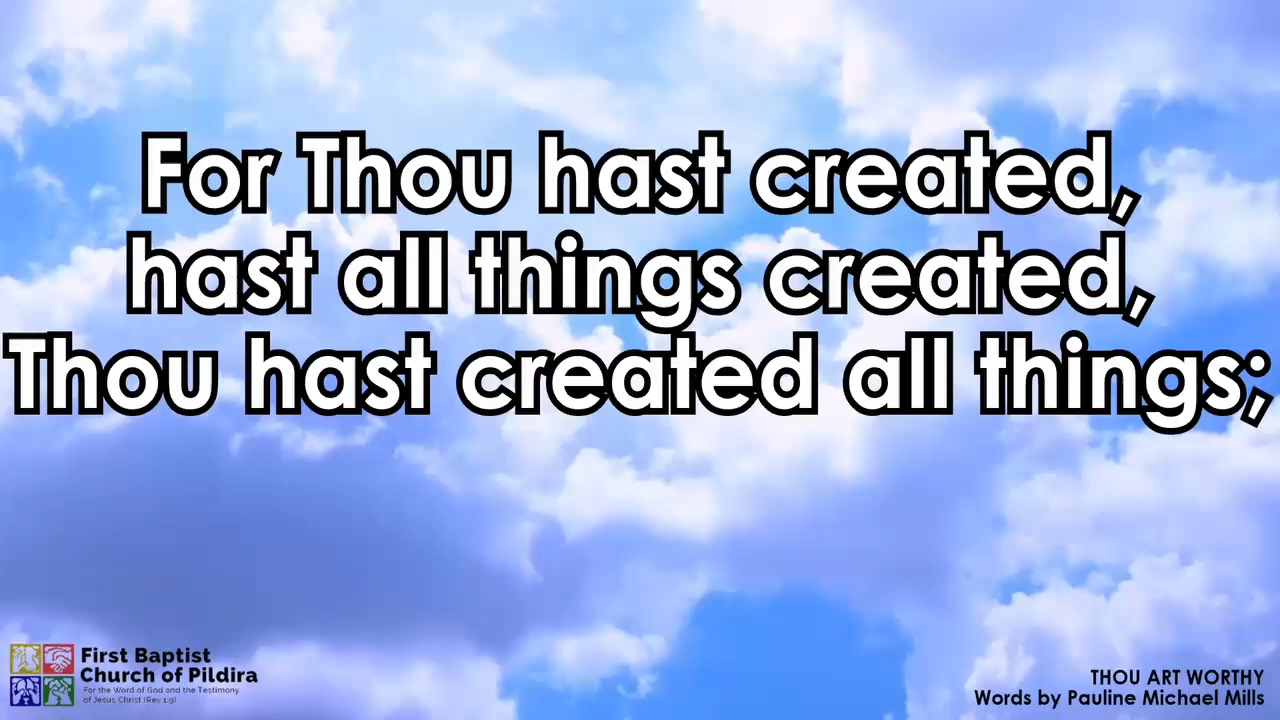 For Thou hast created,
hast all things created,
Thou hast created all things;
First Baptist
Church of Pildira
For the Word of God and the Testimony
of Jesus Christ (Rev 1:9)
THOU ART WORTHY
Words by Pauline Michael Mills